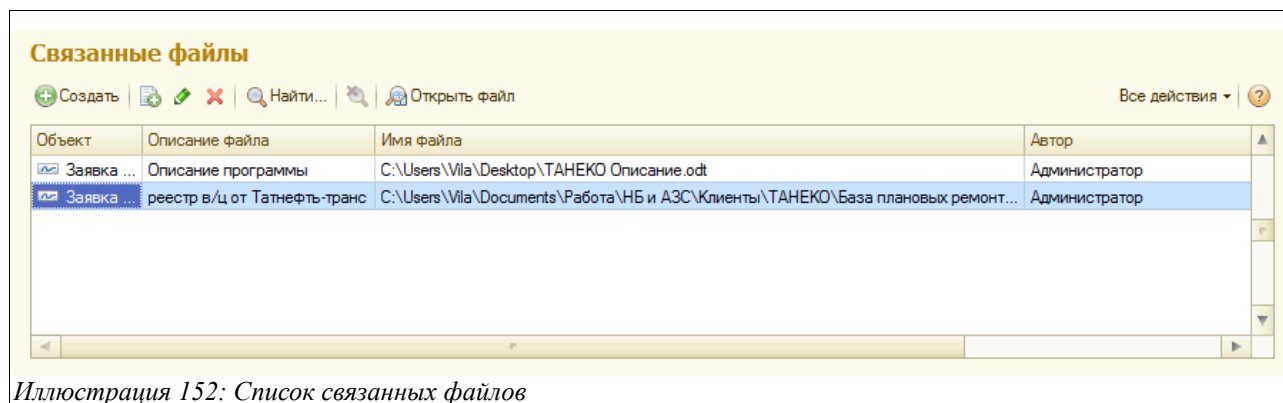 Связанные файлы
Создать Найти... Открыть файл Все действия ?
Объект Описание файла Имя файла Автор
Заявка ... Описание программы C:\Users\Vila\Desktop\ТАНЕКО Описание.odt Администратор
Заявка ... реестр в/ц от Татнефть-транс C:\Users\Vila\Documents\Работа\НБ и АЗС\Клиенты\ТАНЕКО\База плановых ремонт... Администратор
Иллюстрация 152: Список связанных файлов